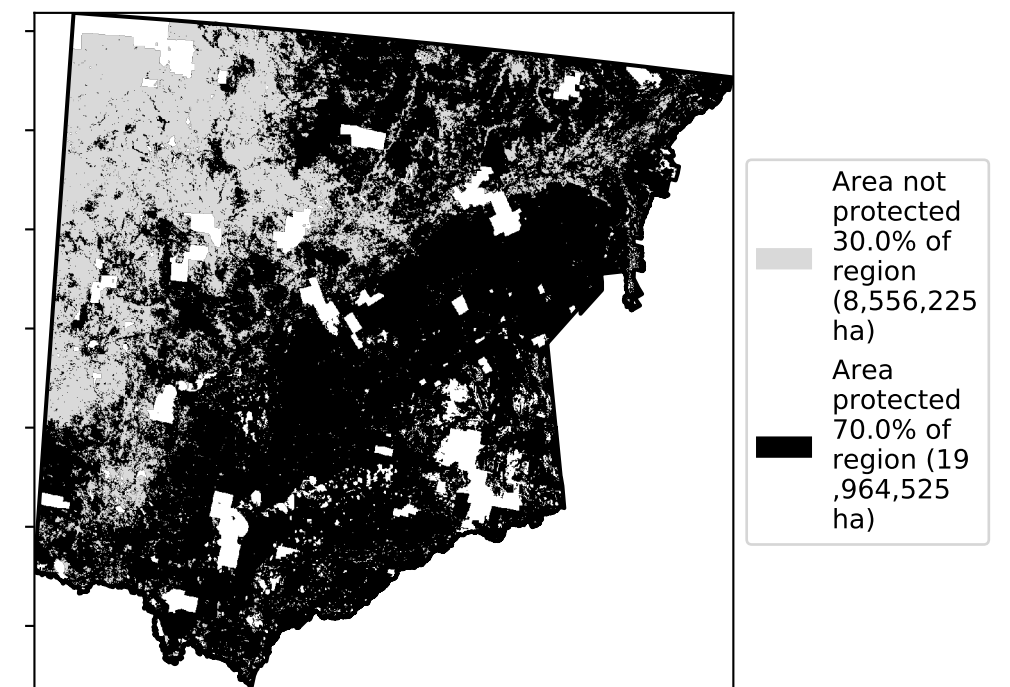 Area not
protected
30.0% of
region
(8,556,225
ha)
Area
protected
70.0% of
region (19
,964,525
ha)